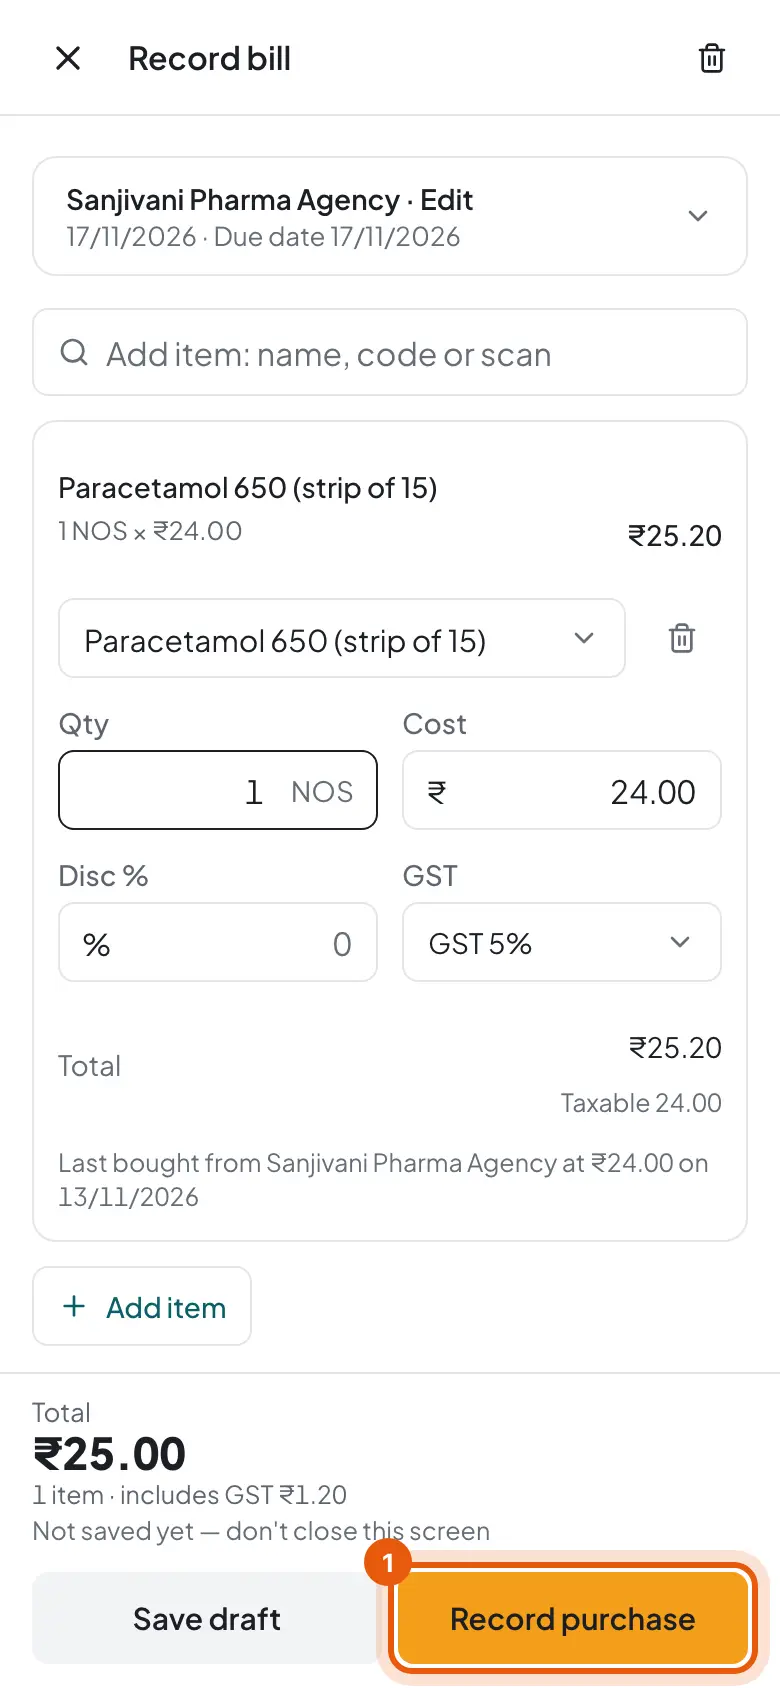 Record bill
Sanjivani Pharma Agency · Edit
17/11/2026 · Due date 17/11/2026
Add item: name, code or scan
Paracetamol 650 (strip of 15)
1 NOS × ₹24.00
₹25.20
Paracetamol 650 (strip of 15)
Qty
Cost
1 NOS
₹ 24.00
Disc %
GST
% 0
GST 5%
Total
₹25.20
Taxable 24.00
Last bought from Sanjivani Pharma Agency at ₹24.00 on
13/11/2026
+ Add item
Total
₹25.00
1 item · includes GST ₹1.20
Not saved yet — don't close this screen
1
Save draft
Record purchase